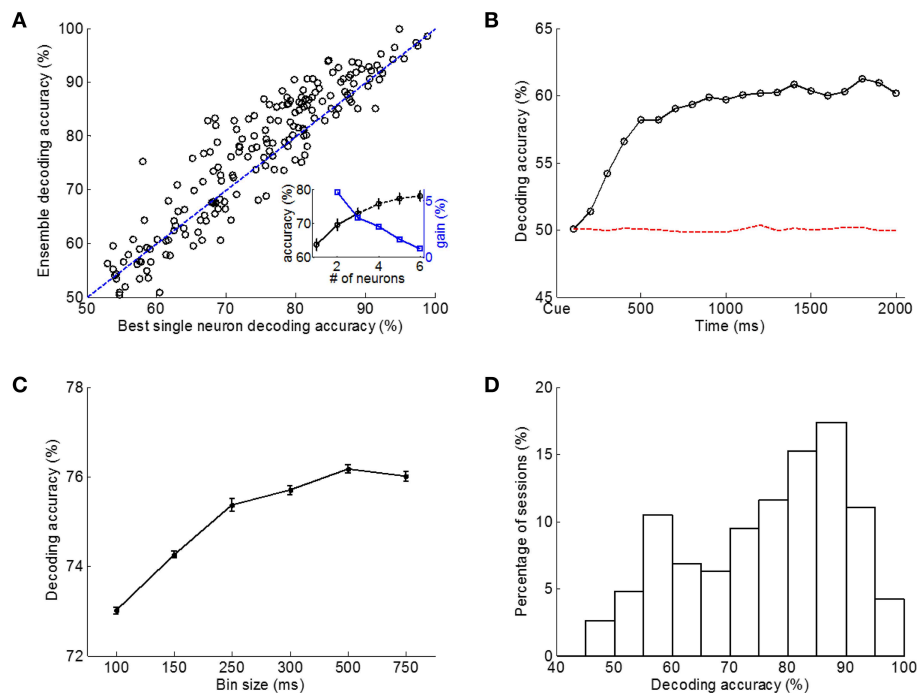 A
100
90
80
70
60
50
Ensemble decoding accuracy (%)
50 60 70 80 90 100
Best single neuron decoding accuracy (%)
80
70
60
accuracy (%)
5
0
gain (%)
2 4 6
# of neurons
B
65
60
55
50
45
Decoding accuracy (%)
Cue 500 1000 1500 2000
Time (ms)
C
78
76
74
72
Decoding accuracy (%)
100 150 250 300 500 750
Bin size (ms)
D
20
15
10
5
0
Percentage of sessions (%)
40 50 60 70 80 90 100
Decoding accuracy (%)